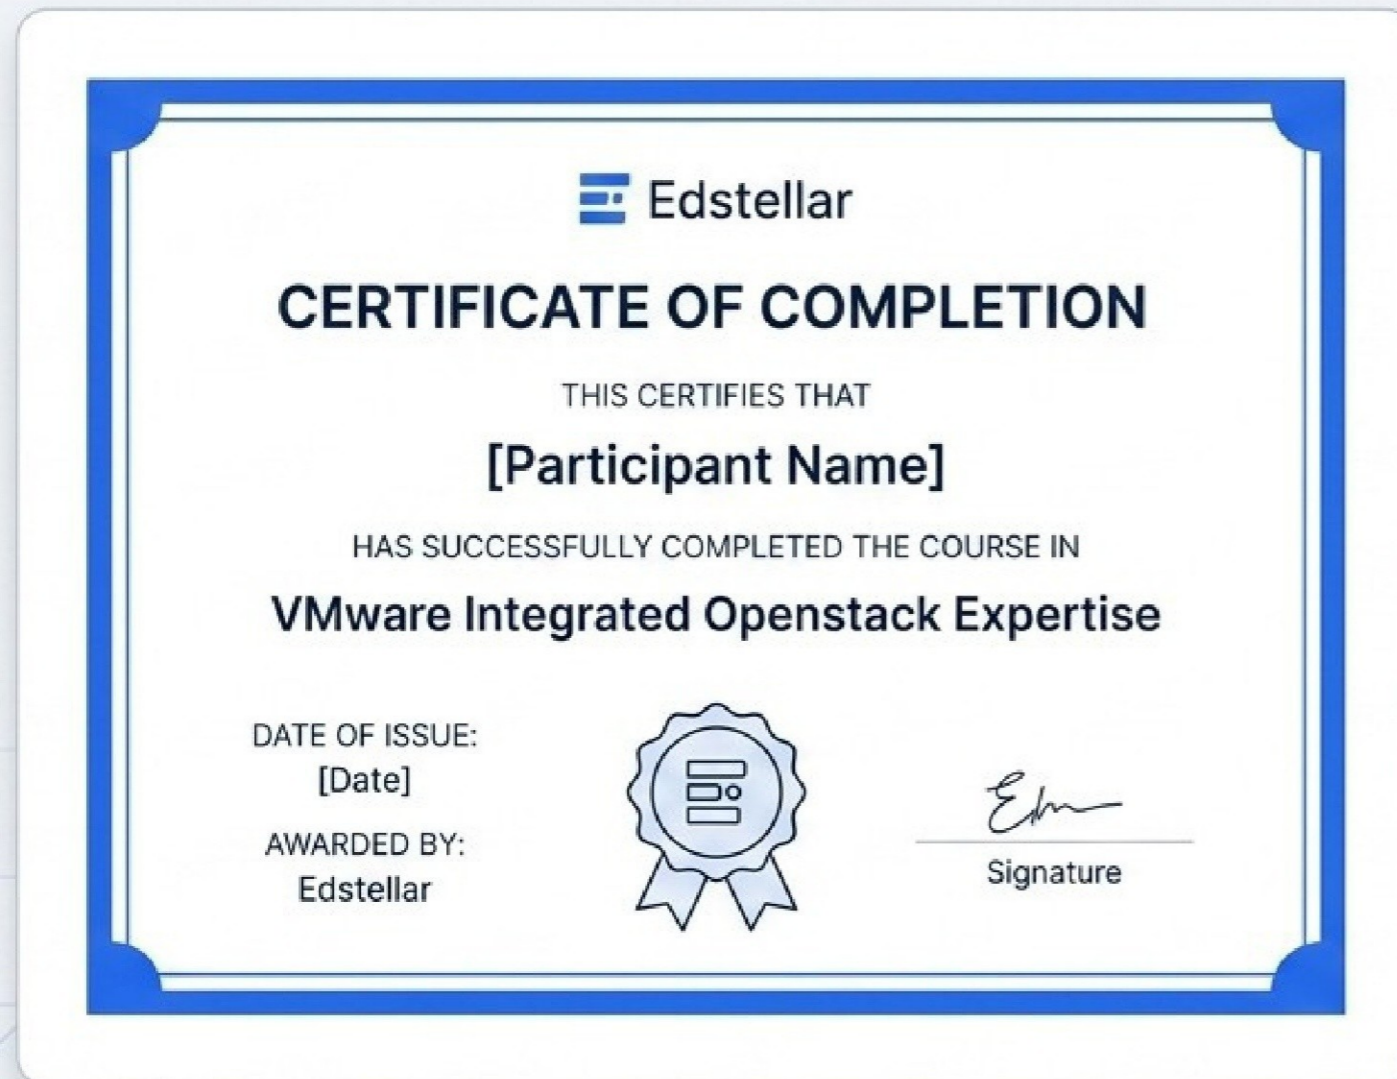 Edstellar
CERTIFICATE OF COMPLETION
THIS CERTIFIES THAT
[Participant Name]
HAS SUCCESSFULLY COMPLETED THE COURSE IN
VMware Integrated Openstack Expertise
DATE OF ISSUE:
[Date]
AWARDED BY:
Edstellar
Signature